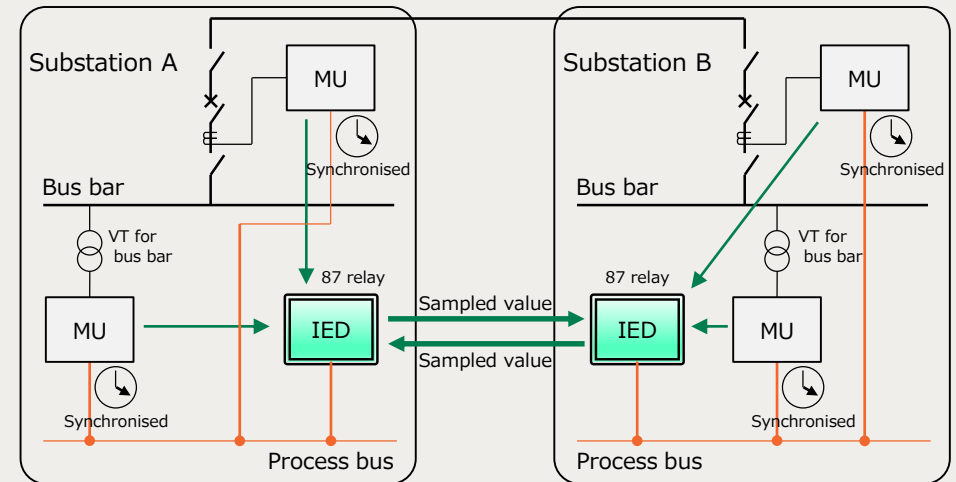 Substation A
MU
Synchronised
Bus bar
VT for
bus bar
87 relay
MU
IED
Synchronised
Process bus
Sampled value
Sampled value
Substation B
MU
Synchronised
Bus bar
VT for
bus bar
87 relay
IED
MU
Synchronised
Process bus